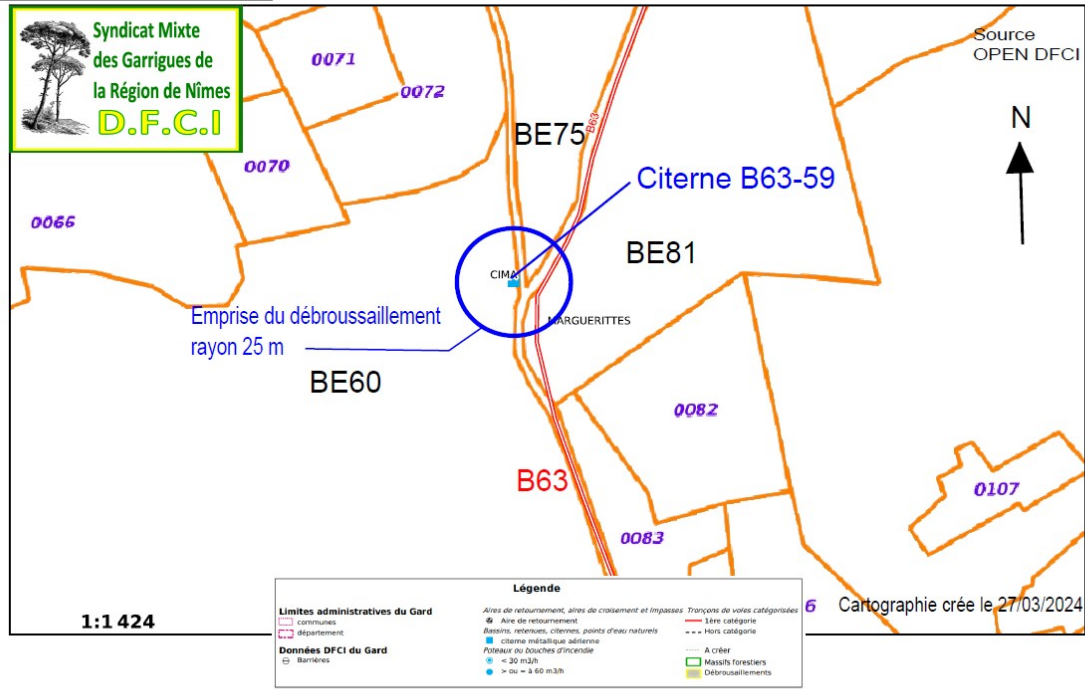 Syndicat Mixte
des Garrigues de
la Région de Nîmes
D.F.C.I
Source
OPEN DFCI
N
0071
0072
0070
0066
BE75
B63
Citerne B63-59
BE81
CIMA
MARGUERITTES
Emprise du débroussaillement
rayon 25 m
BE60
0082
B63
0107
0083
6
1:1 424
Cartographie crée le 27/03/2024
Légende
Limites administratives du Gard
communes
département
Données DFCI du Gard
Barrières
Aires de retournement, aires de croisement et impasses
Aire de retournement
Bassins, retenues, citernes, points d'eau naturels
citerne métallique aérienne
Poteaux ou bouches d'incendie
< 30 m3/h
> ou = à 60 m3/h
Tronçons de voies catégorisées
1ère catégorie
Hors catégorie
A créer
Massifs forestiers
Débrousaillements